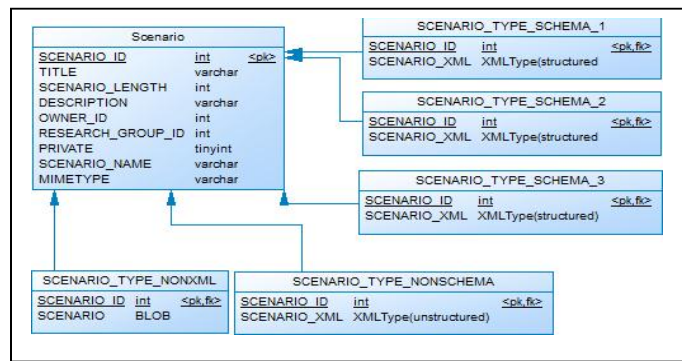 Scenario
SCENARIO_ID int <pk>
TITLE varchar
SCENARIO_LENGTH int
DESCRIPTION varchar
OWNER_ID int
RESEARCH_GROUP_ID int
PRIVATE tinyint
SCENARIO_NAME varchar
MIMETYPE varchar
SCENARIO_TYPE_SCHEMA_1
SCENARIO_ID int <pk,fk>
SCENARIO_XML XMLType(structured
SCENARIO_TYPE_SCHEMA_2
SCENARIO_ID int <pk,fk>
SCENARIO_XML XMLType(structured
SCENARIO_TYPE_SCHEMA_3
SCENARIO_ID int <pk,fk>
SCENARIO_XML XMLType(structured)
SCENARIO_TYPE_NONXML
SCENARIO_ID int <pk,fk>
SCENARIO BLOB
SCENARIO_TYPE_NONSCHEMA
SCENARIO_ID int <pk,fk>
SCENARIO_XML XMLType(unstructured)